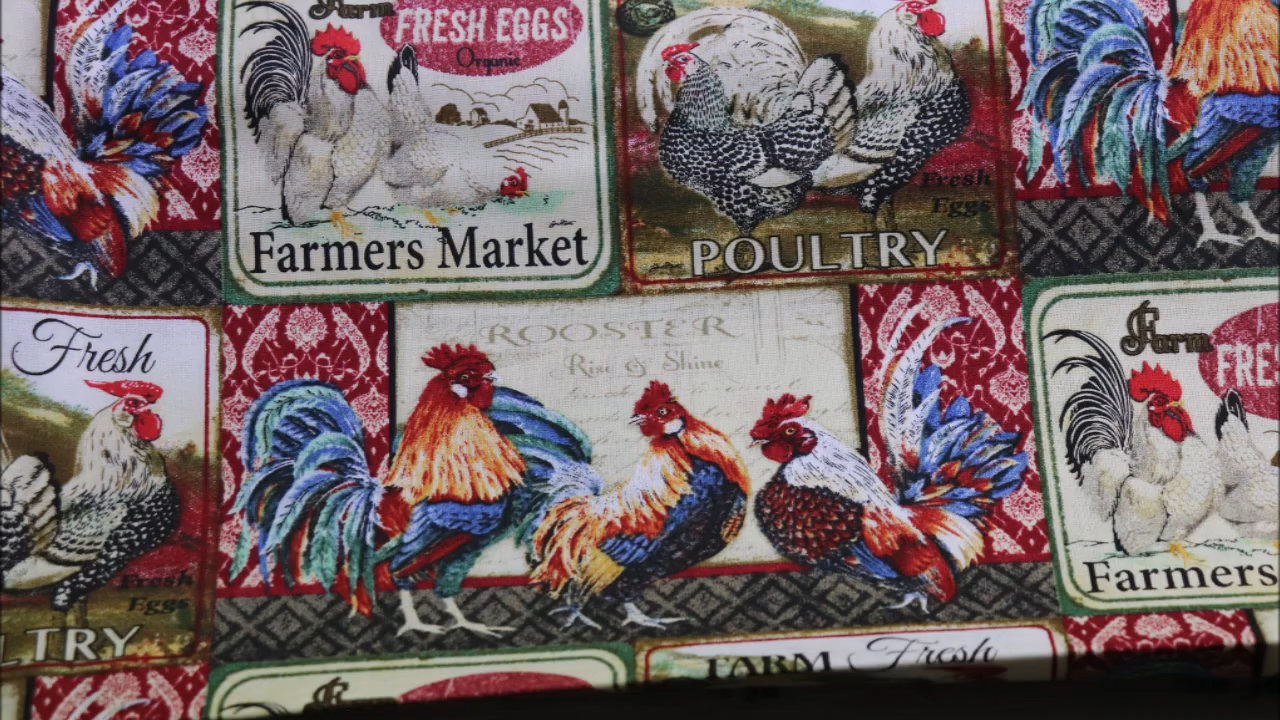 Farm
FRESH EGGS
Organic
Farmers Market
Fresh
Eggs
POULTRY
Fresh
Fresh
Eggs
LTRY
ROOSTER
Rise & Shine
Farm
FRE
Farmers
FARM Fresh